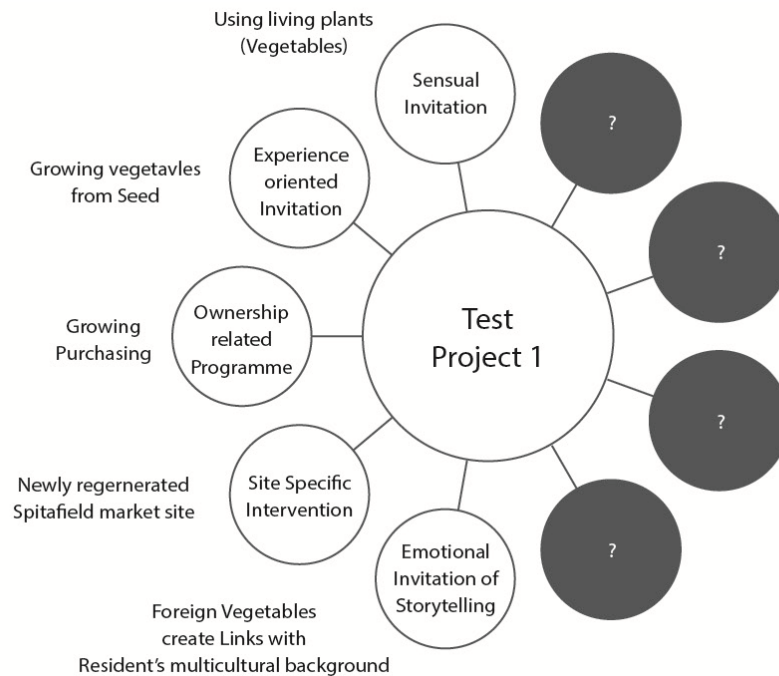 Using living plants
(Vegetables)
Sensual
Invitation
?
Growing vegetavles
from Seed
Experience
oriented
Invitation
?
Growing
Purchasing
Ownership
related
Programme
Test
Project 1
?
Newly regernerated
Spitafield market site
Site Specific
Intervention
?
Emotional
Invitation of
Storytelling
Foreign Vegetables
create Links with
Resident's multicultural background